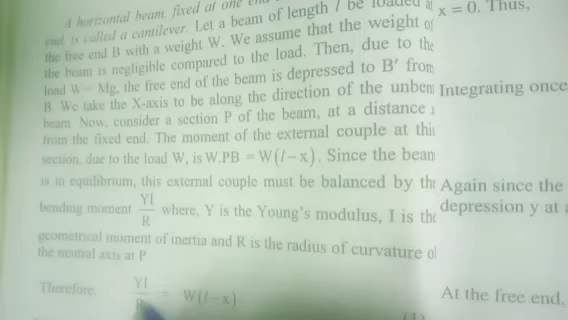 A horizontal beam, fixed at one
end, is called a cantilever. Let a beam of length l be loaded at
the free end B with a weight W. We assume that the weight of
the beam is negligible compared to the load. Then, due to the
load W = Mg, the free end of the beam is depressed to B′ from
B. We take the X-axis to be along the direction of the unben
beam. Now, consider a section P of the beam, at a distance
from the fixed end. The moment of the external couple at this
section, due to the load W, is W.PB = W(l−x). Since the bean
is in equilibrium, this external couple must be balanced by the
bending moment YI/R where, Y is the Young's modulus, I is the
geometrical moment of inertia and R is the radius of curvature of
the neutral axis at P
Therefore, YI/R = W(l−x)
x = 0. Thus,
Integrating once
Again since the
depression y at
At the free end,